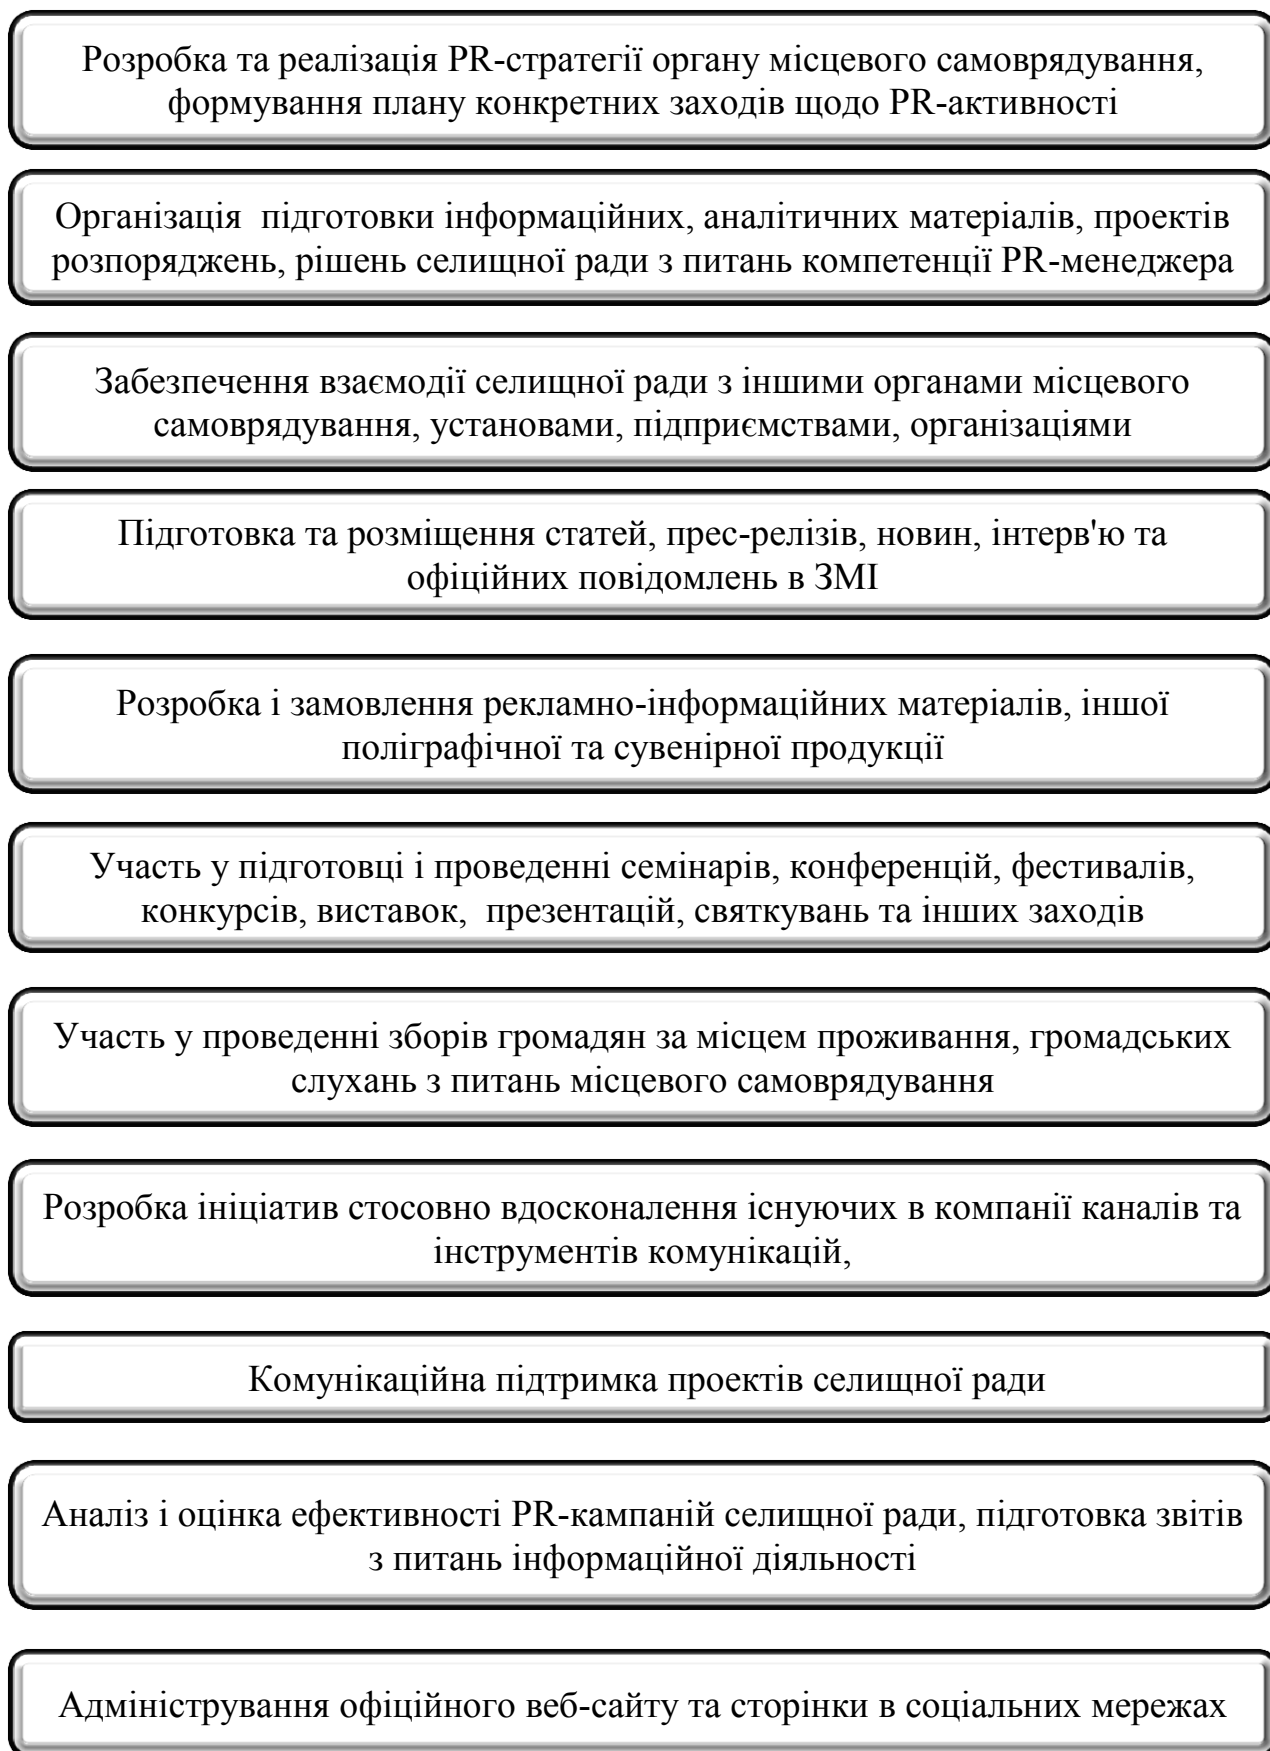 Розробка та реалізація PR-стратегії органу місцевого самоврядування,
формування плану конкретних заходів щодо PR-активності
Організація підготовки інформаційних, аналітичних матеріалів, проектів
розпоряджень, рішень селищної ради з питань компетенції PR-менеджера
Забезпечення взаємодії селищної ради з іншими органами місцевого
самоврядування, установами, підприємствами, організаціями
Підготовка та розміщення статей, прес-релізів, новин, інтерв'ю та
офіційних повідомлень в ЗМІ
Розробка і замовлення рекламно-інформаційних матеріалів, іншої
поліграфічної та сувенірної продукції
Участь у підготовці і проведенні семінарів, конференцій, фестивалів,
конкурсів, виставок, презентацій, святкувань та інших заходів
Участь у проведенні зборів громадян за місцем проживання, громадських
слухань з питань місцевого самоврядування
Розробка ініціатив стосовно вдосконалення існуючих в компанії каналів та
інструментів комунікацій,
Комунікаційна підтримка проектів селищної ради
Аналіз і оцінка ефективності PR-кампаній селищної ради, підготовка звітів
з питань інформаційної діяльності
Адміністрування офіційного веб-сайту та сторінки в соціальних мережах